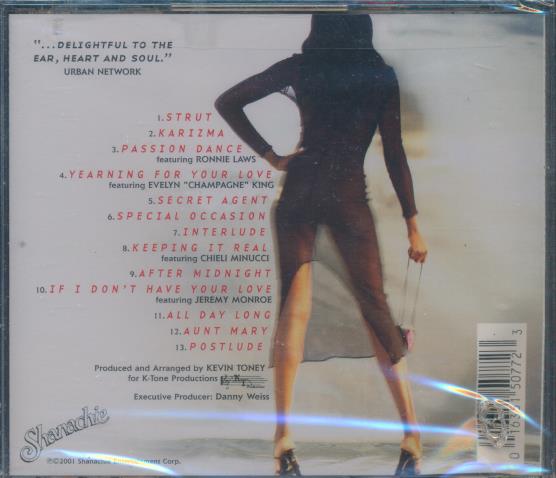 "...DELIGHTFUL TO THE
EAR, HEART AND SOUL."
URBAN NETWORK
1. STRUT
2. KARIZMA
3. PASSION DANCE
featuring RONNIE LAWS
4. YEARNING FOR YOUR LOVE
featuring EVELYN "CHAMPAGNE" KING
5. SECRET AGENT
6. SPECIAL OCCASION
7. INTERLUDE
8. KEEPING IT REAL
featuring CHIELI MINUCCI
9. AFTER MIDNIGHT
10. IF I DON'T HAVE YOUR LOVE
featuring JEREMY MONROE
11. ALL DAY LONG
12. AUNT MARY
13. POSTLUDE
Produced and Arranged by KEVIN TONEY
for K-Tone Productions
Executive Producer: Danny Weiss
Shanachie
℗©2001 Shanachie Entertainment Corp.